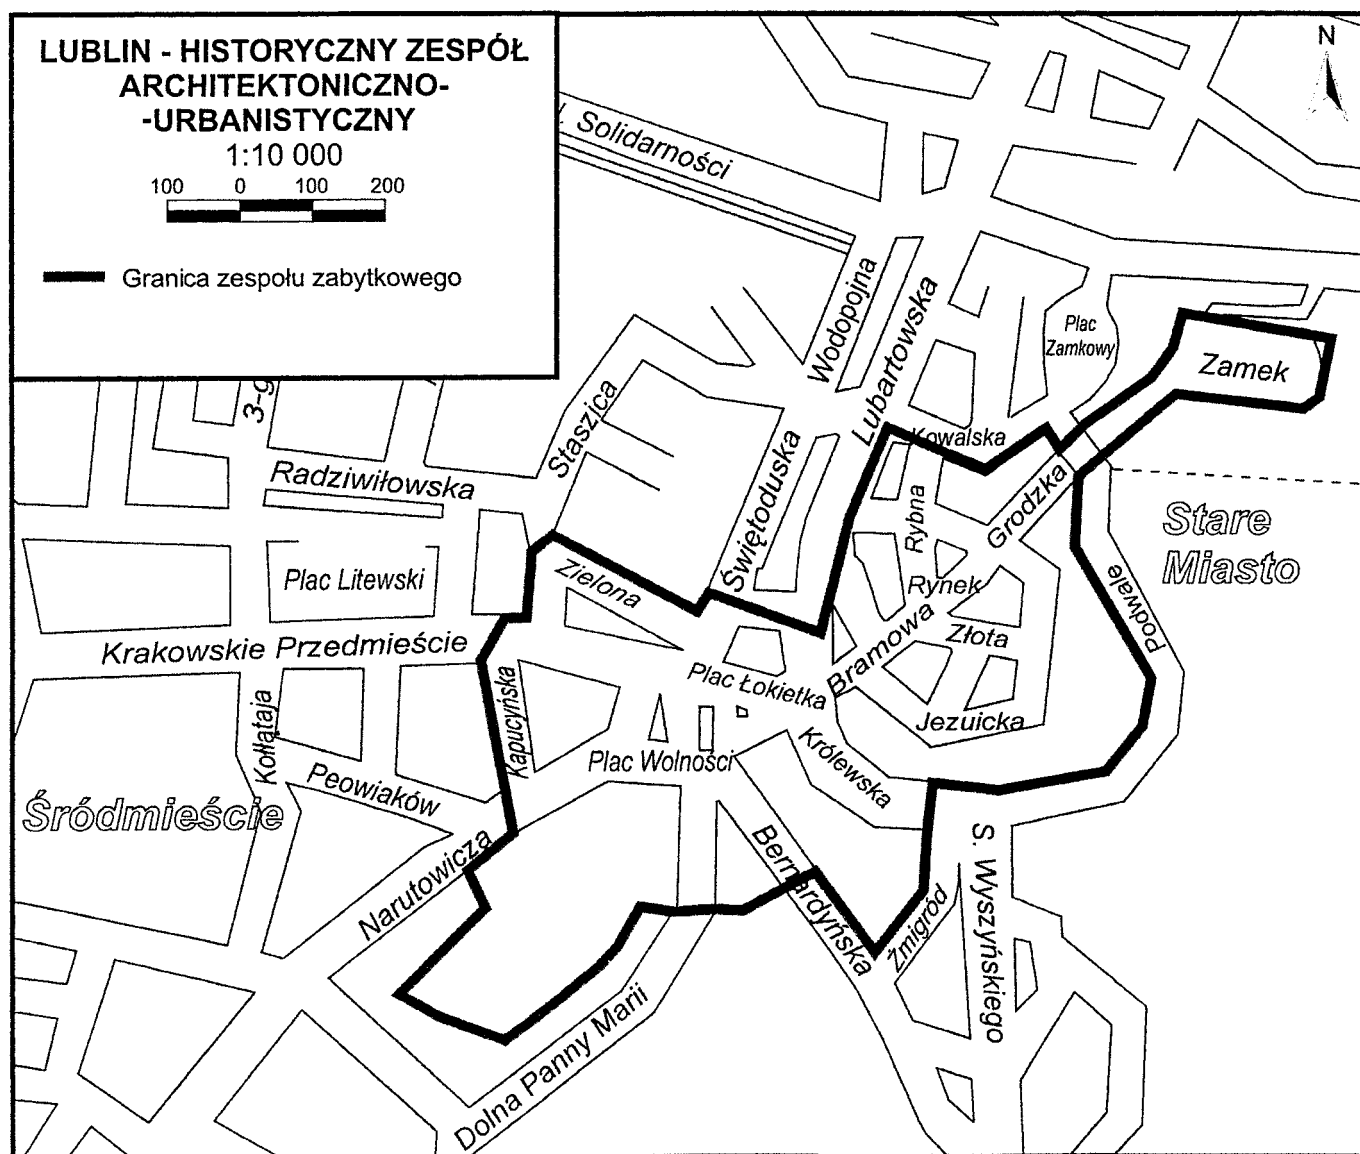 LUBLIN - HISTORYCZNY ZESPÓŁ
ARCHITEKTONICZNO-
-URBANISTYCZNY
1:10 000
100 0 100 200
Granica zespołu zabytkowego
N
Solidarności
Wodopojna
Lubartowska
Plac
Zamkowy
Zamek
3-g
Staszica
Radziwiłowska
Świętoduska
Kowalska
Rybna
Grodzka
Stare
Miasto
Plac Litewski
Zielona
Rynek
Podwale
Krakowskie Przedmieście
Bramowa
Złota
Kapucyńska
Plac Łokietka
Jezuicka
Kołłątaja
Plac Wolności
Królewska
Peowiaków
Śródmieście
Narutowicza
Bernardyńska
Żmigród
S. Wyszyńskiego
Dolna Panny Marii